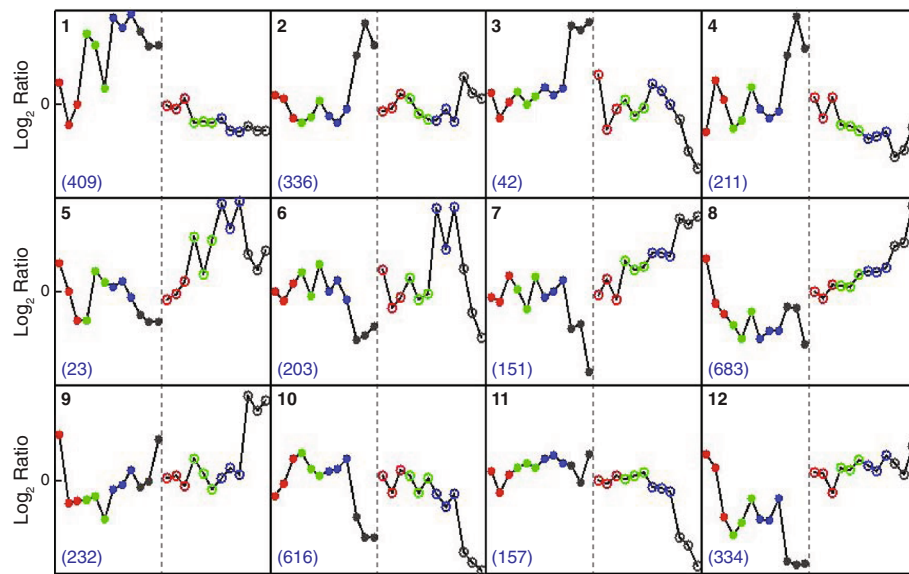 1 2 3 4
Log2 Ratio 0
(409) (336) (42) (211)
5 6 7 8
Log2 Ratio 0
(23) (203) (151) (683)
9 10 11 12
Log2 Ratio 0
(232) (616) (157) (334)